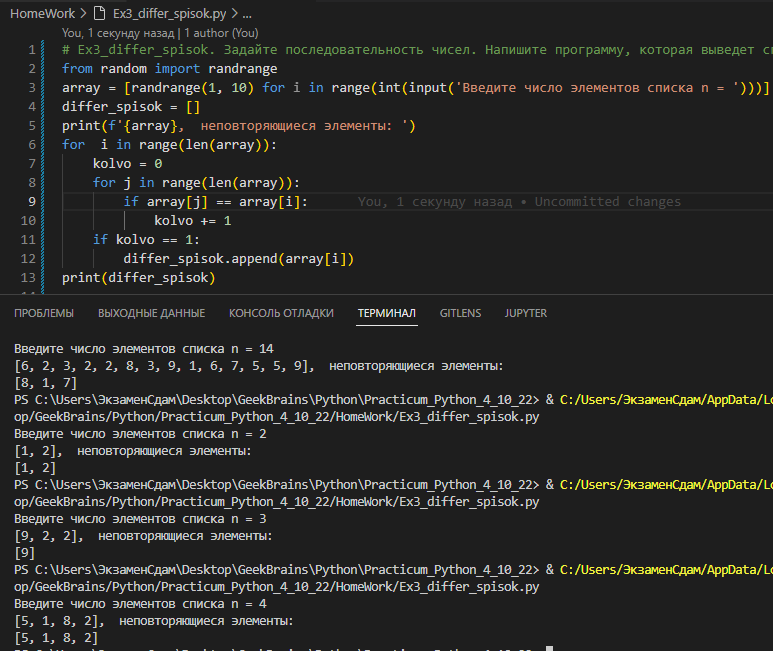 HomeWork > Ex3_differ_spisok.py > ...
You, 1 секунду назад | 1 author (You)
1 # Ex3_differ_spisok. Задайте последовательность чисел. Напишите программу, которая выведет
2 from random import randrange
3 array = [randrange(1, 10) for i in range(int(input('Введите число элементов списка n = ')))]
4 differ_spisok = []
5 print(f'{array},  неповторяющиеся элементы: ')
6 for  i in range(len(array)):
7     kolvo = 0
8     for j in range(len(array)):
9         if array[j] == array[i]:      You, 1 секунду назад • Uncommitted changes
10             kolvo += 1
11     if kolvo == 1:
12         differ_spisok.append(array[i])
13 print(differ_spisok)
ПРОБЛЕМЫ ВЫХОДНЫЕ ДАННЫЕ КОНСОЛЬ ОТЛАДКИ ТЕРМИНАЛ GITLENS JUPYTER
Введите число элементов списка n = 14
[6, 2, 3, 2, 2, 8, 3, 9, 1, 6, 7, 5, 5, 9],  неповторяющиеся элементы:
[8, 1, 7]
PS C:\Users\ЭкзаменСдам\Desktop\GeekBrains\Python\Practicum_Python_4_10_22> & C:/Users/ЭкзаменСдам/AppData/Lo
op/GeekBrains/Python/Practicum_Python_4_10_22/HomeWork/Ex3_differ_spisok.py
Введите число элементов списка n = 2
[1, 2],  неповторяющиеся элементы:
[1, 2]
PS C:\Users\ЭкзаменСдам\Desktop\GeekBrains\Python\Practicum_Python_4_10_22> & C:/Users/ЭкзаменСдам/AppData/Lo
op/GeekBrains/Python/Practicum_Python_4_10_22/HomeWork/Ex3_differ_spisok.py
Введите число элементов списка n = 3
[9, 2, 2],  неповторяющиеся элементы:
[9]
PS C:\Users\ЭкзаменСдам\Desktop\GeekBrains\Python\Practicum_Python_4_10_22> & C:/Users/ЭкзаменСдам/AppData/Lo
op/GeekBrains/Python/Practicum_Python_4_10_22/HomeWork/Ex3_differ_spisok.py
Введите число элементов списка n = 4
[5, 1, 8, 2],  неповторяющиеся элементы:
[5, 1, 8, 2]